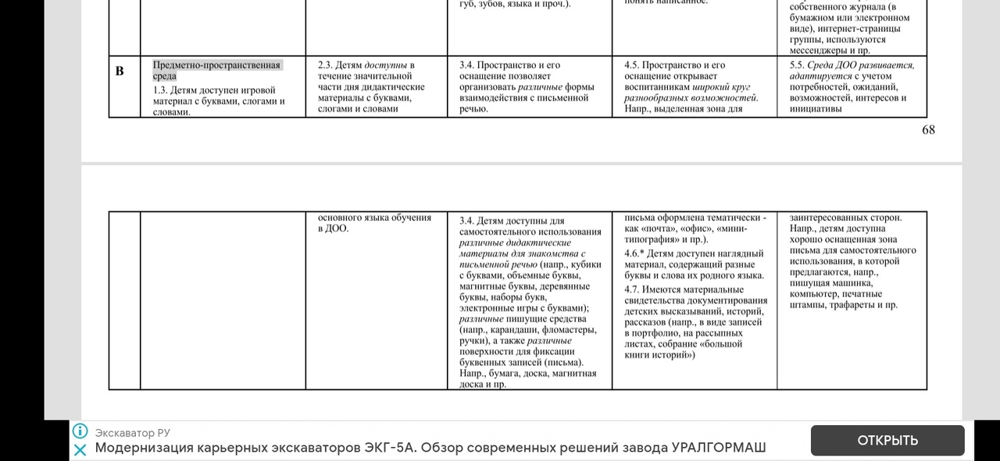 губ, зубов, языка и проч.).
понять написанное.
собственного журнала (в
бумажном или электронном
виде), интернет-страницы
группы, используются
мессенджеры и пр.
В
Предметно-пространственная
среда
1.3. Детям доступен игровой
материал с буквами, слогами и
словами.
2.3. Детям доступны в
течение значительной
части дня дидактические
материалы с буквами,
слогами и словами
3.4. Пространство и его
оснащение позволяет
организовать различные формы
взаимодействия с письменной
речью.
4.5. Пространство и его
оснащение открывает
воспитанникам широкий круг
разнообразных возможностей.
Напр., выделенная зона для
5.5. Среда ДОО развивается,
адаптируется с учетом
потребностей, ожиданий,
возможностей, интересов и
инициативы
68
основного языка обучения
в ДОО.
3.4. Детям доступны для
самостоятельного использования
различные дидактические
материалы для знакомства с
письменной речью (напр., кубики
с буквами, объемные буквы,
магнитные буквы, деревянные
буквы, наборы букв,
электронные игры с буквами);
различные пишущие средства
(напр., карандаши, фломастеры,
ручки), а также различные
поверхности для фиксации
буквенных записей (письма).
Напр., бумага, доска, магнитная
доска и пр.
письма оформлена тематически -
как «почта», «офис», «мини-
типография» и пр.).
4.6.* Детям доступен наглядный
материал, содержащий разные
буквы и слова их родного языка.
4.7. Имеются материальные
свидетельства документирования
детских высказываний, историй,
рассказов (напр., в виде записей
в портфолио, на рассыпных
листах, собрание «большой
книги историй»)
заинтересованных сторон.
Напр., детям доступна
хорошо оснащенная зона
письма для самостоятельного
использования, в которой
предлагаются, напр.,
пишущая машинка,
компьютер, печатные
штампы, трафареты и пр.
Экскаватор РУ
Модернизация карьерных экскаваторов ЭКГ-5А. Обзор современных решений завода УРАЛГОРМАШ
ОТКРЫТЬ